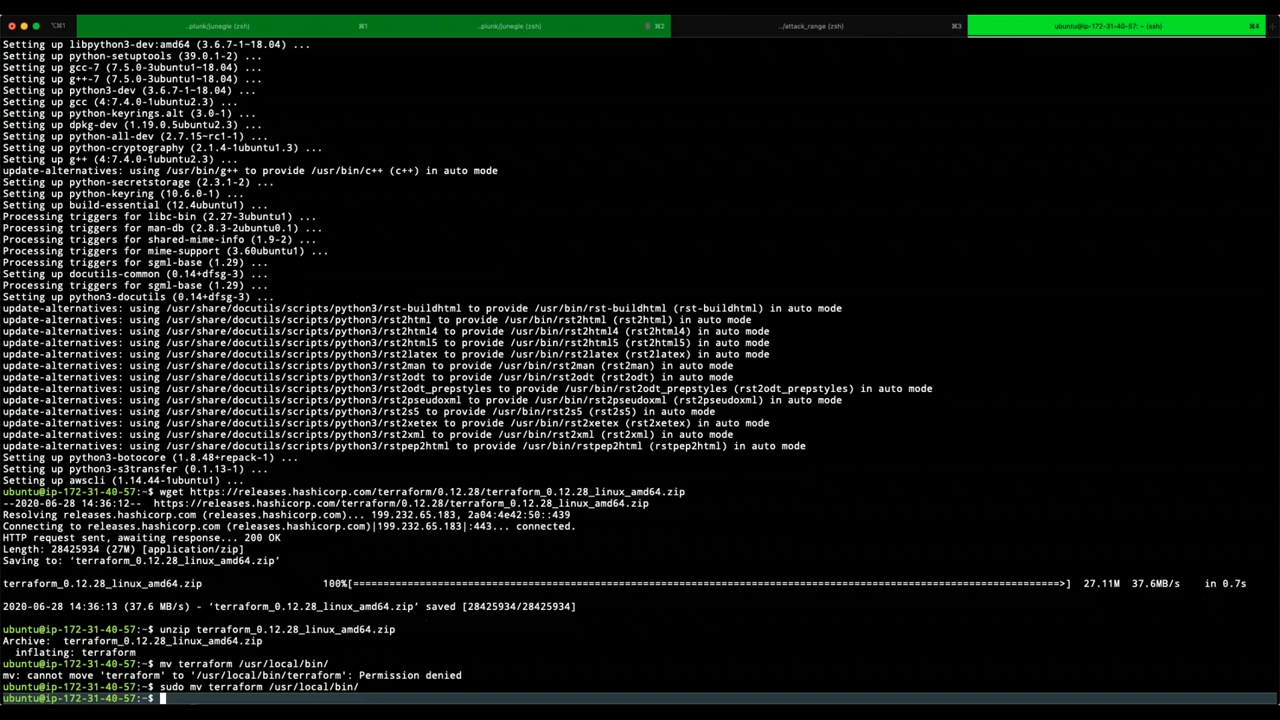 ⌥⌘1
..plunk/junegle (zsh)
⌘1
..plunk/junegle (zsh)
⌘2
../attack_range (zsh)
⌘3
ubuntu@ip-172-31-40-57: ~ (ssh)
⌘4
Setting up libpython3-dev:amd64 (3.6.7-1~18.04) ...
Setting up python-setuptools (39.0.1-2) ...
Setting up gcc-7 (7.5.0-3ubuntu1~18.04) ...
Setting up g++-7 (7.5.0-3ubuntu1~18.04) ...
Setting up python3-dev (3.6.7-1~18.04) ...
Setting up gcc (4:7.4.0-1ubuntu2.3) ...
Setting up python-keyrings.alt (3.0-1) ...
Setting up dpkg-dev (1.19.0.5ubuntu2.3) ...
Setting up python-all-dev (2.7.15~rc1-1) ...
Setting up python-cryptography (2.1.4-1ubuntu1.3) ...
Setting up g++ (4:7.4.0-1ubuntu2.3) ...
update-alternatives: using /usr/bin/g++ to provide /usr/bin/c++ (c++) in auto mode
Setting up python-secretstorage (2.3.1-2) ...
Setting up python-keyring (10.6.0-1) ...
Setting up build-essential (12.4ubuntu1) ...
Processing triggers for libc-bin (2.27-3ubuntu1) ...
Processing triggers for man-db (2.8.3-2ubuntu0.1) ...
Processing triggers for shared-mime-info (1.9-2) ...
Processing triggers for mime-support (3.60ubuntu1) ...
Processing triggers for sgml-base (1.29) ...
Setting up docutils-common (0.14+dfsg-3) ...
Processing triggers for sgml-base (1.29) ...
Setting up python3-docutils (0.14+dfsg-3) ...
update-alternatives: using /usr/share/docutils/scripts/python3/rst-buildhtml to provide /usr/bin/rst-buildhtml (rst-buildhtml) in auto mode
update-alternatives: using /usr/share/docutils/scripts/python3/rst2html to provide /usr/bin/rst2html (rst2html) in auto mode
update-alternatives: using /usr/share/docutils/scripts/python3/rst2html4 to provide /usr/bin/rst2html4 (rst2html4) in auto mode
update-alternatives: using /usr/share/docutils/scripts/python3/rst2html5 to provide /usr/bin/rst2html5 (rst2html5) in auto mode
update-alternatives: using /usr/share/docutils/scripts/python3/rst2latex to provide /usr/bin/rst2latex (rst2latex) in auto mode
update-alternatives: using /usr/share/docutils/scripts/python3/rst2man to provide /usr/bin/rst2man (rst2man) in auto mode
update-alternatives: using /usr/share/docutils/scripts/python3/rst2odt to provide /usr/bin/rst2odt (rst2odt) in auto mode
update-alternatives: using /usr/share/docutils/scripts/python3/rst2odt_prepstyles to provide /usr/bin/rst2odt_prepstyles (rst2odt_prepstyles) in auto mode
update-alternatives: using /usr/share/docutils/scripts/python3/rst2pseudoxml to provide /usr/bin/rst2pseudoxml (rst2pseudoxml) in auto mode
update-alternatives: using /usr/share/docutils/scripts/python3/rst2s5 to provide /usr/bin/rst2s5 (rst2s5) in auto mode
update-alternatives: using /usr/share/docutils/scripts/python3/rst2xetex to provide /usr/bin/rst2xetex (rst2xetex) in auto mode
update-alternatives: using /usr/share/docutils/scripts/python3/rst2xml to provide /usr/bin/rst2xml (rst2xml) in auto mode
update-alternatives: using /usr/share/docutils/scripts/python3/rstpep2html to provide /usr/bin/rstpep2html (rstpep2html) in auto mode
Setting up python3-botocore (1.8.48+repack-1) ...
Setting up python3-s3transfer (0.1.13-1) ...
Setting up awscli (1.14.44-1ubuntu1) ...
ubuntu@ip-172-31-40-57:~$ wget https://releases.hashicorp.com/terraform/0.12.28/terraform_0.12.28_linux_amd64.zip
--2020-06-28 14:36:12--  https://releases.hashicorp.com/terraform/0.12.28/terraform_0.12.28_linux_amd64.zip
Resolving releases.hashicorp.com (releases.hashicorp.com)... 199.232.65.183, 2a04:4e42:50::439
Connecting to releases.hashicorp.com (releases.hashicorp.com)|199.232.65.183|:443... connected.
HTTP request sent, awaiting response... 200 OK
Length: 28425934 (27M) [application/zip]
Saving to: ‘terraform_0.12.28_linux_amd64.zip’
terraform_0.12.28_linux_amd64.zip 100%[===================================================================================================>] 27.11M 37.6MB/s in 0.7s
2020-06-28 14:36:13 (37.6 MB/s) - ‘terraform_0.12.28_linux_amd64.zip’ saved [28425934/28425934]
ubuntu@ip-172-31-40-57:~$ unzip terraform_0.12.28_linux_amd64.zip
Archive:  terraform_0.12.28_linux_amd64.zip
inflating: terraform
ubuntu@ip-172-31-40-57:~$ mv terraform /usr/local/bin/
mv: cannot move 'terraform' to '/usr/local/bin/terraform': Permission denied
ubuntu@ip-172-31-40-57:~$ sudo mv terraform /usr/local/bin/
ubuntu@ip-172-31-40-57:~$